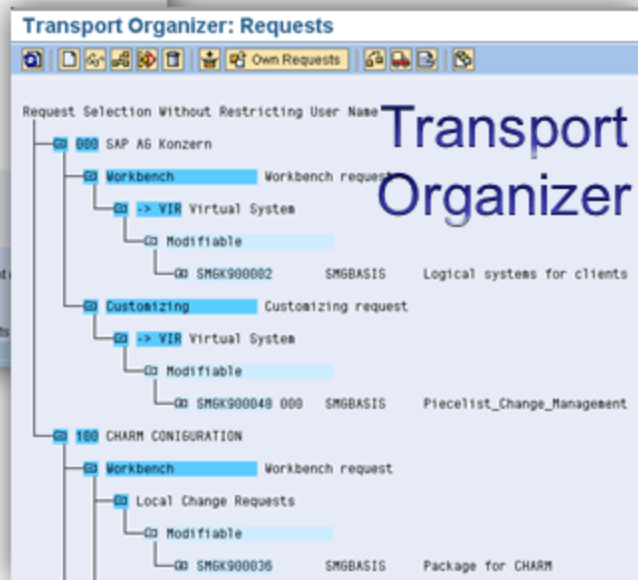 Transport Organizer: Requests
Own Requests
Request Selection Without Restricting User Name
Transport
Organizer
000 SAP AG Konzern
Workbench Workbench request
-> VIR Virtual System
Modifiable
SMGK900002 SMGBASIS Logical systems for clients
Customizing Customizing request
-> VIR Virtual System
Modifiable
SMGK900048 000 SMGBASIS Piecelist_Change_Management
100 CHARM CONIGURATION
Workbench Workbench request
Local Change Requests
Modifiable
SMGK900036 SMGBASIS Package for CHARM